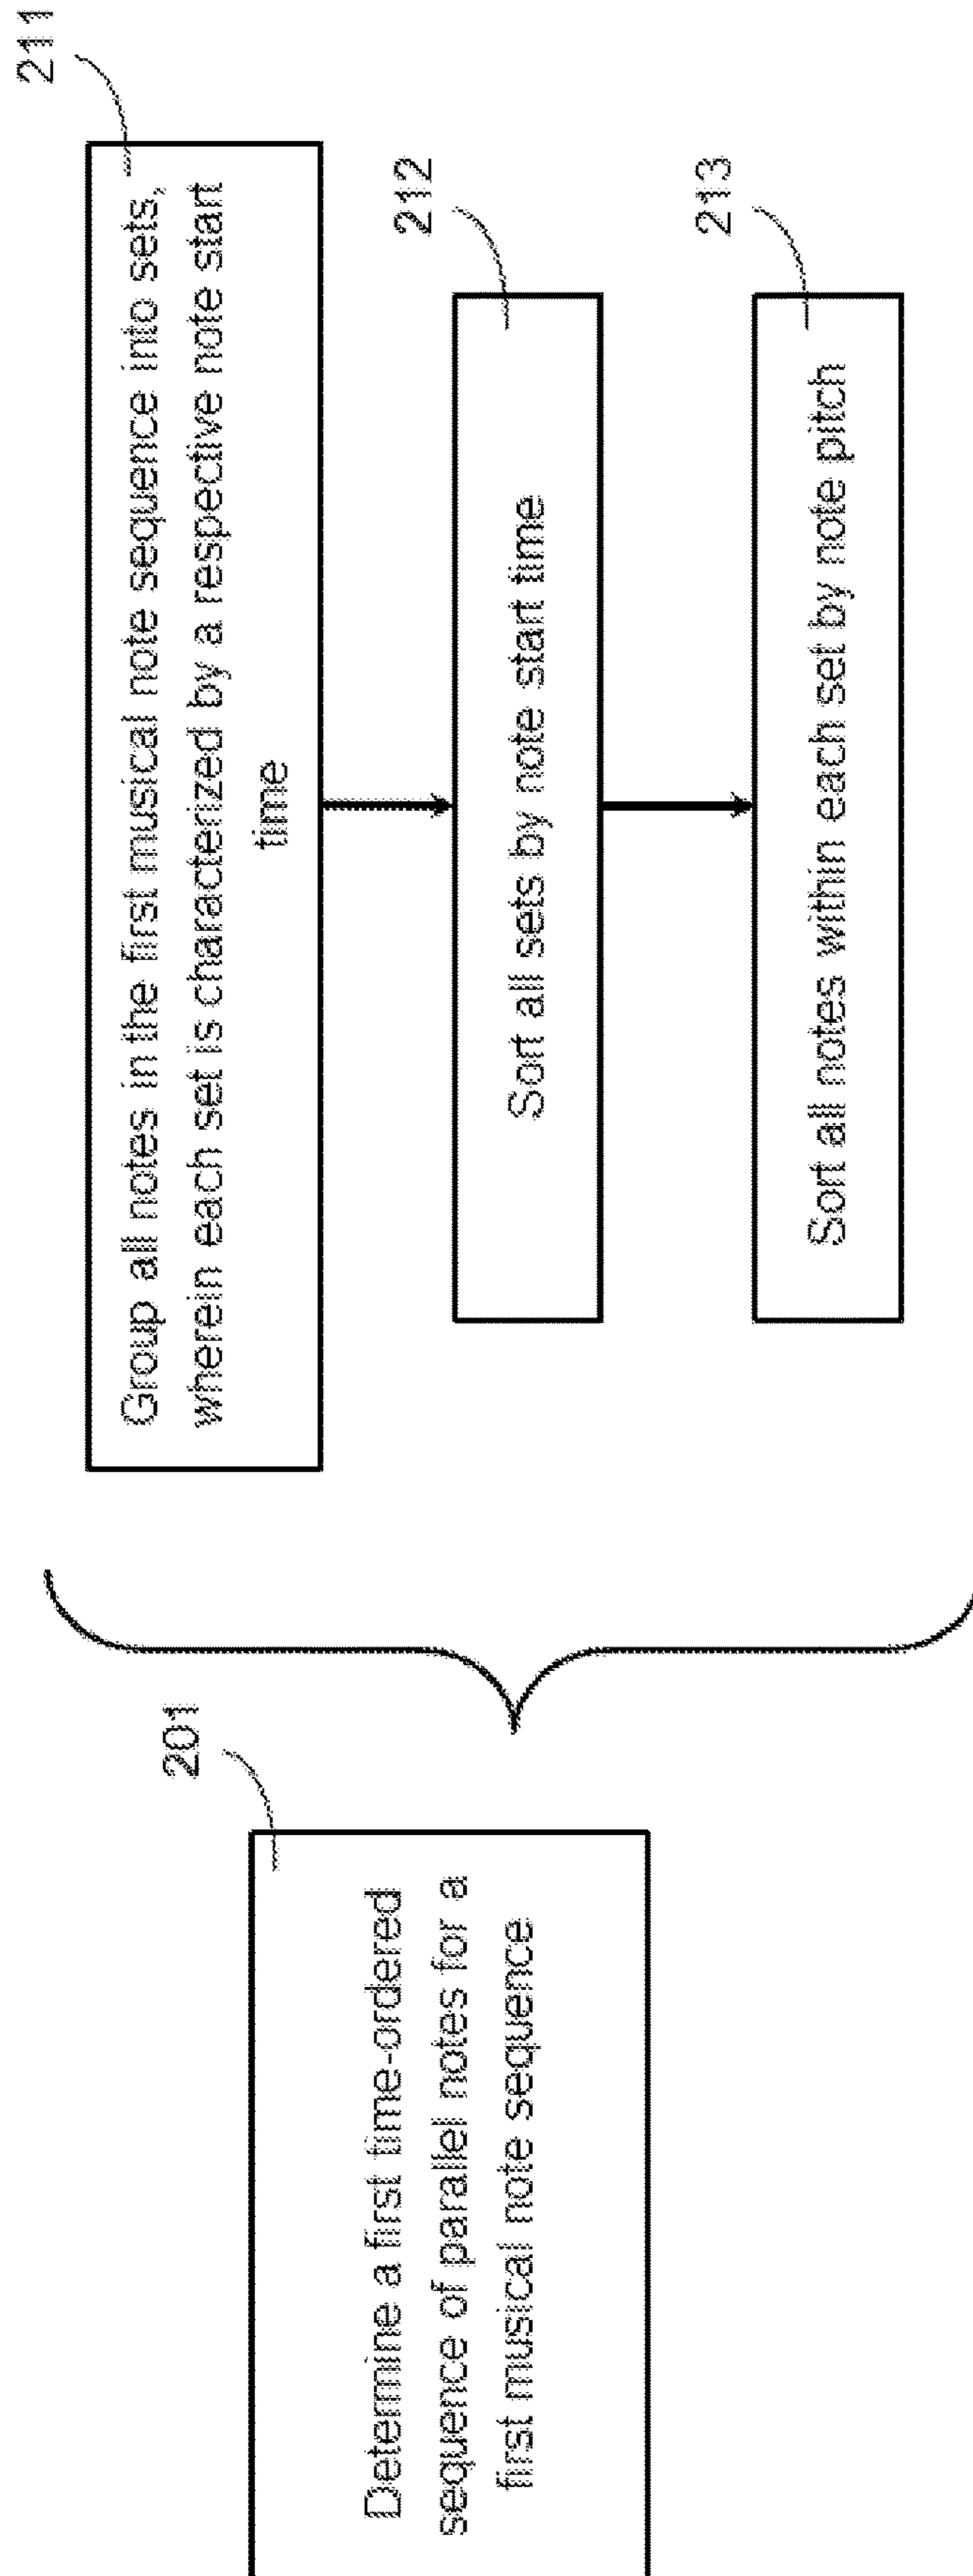 201
Determine a first time-ordered
sequence of parallel notes for a
first musical note sequence
211
Group all notes in the first musical note sequence into sets,
wherein each set is characterized by a respective note start
time
212
Sort all sets by note start time
213
Sort all notes within each set by note pitch